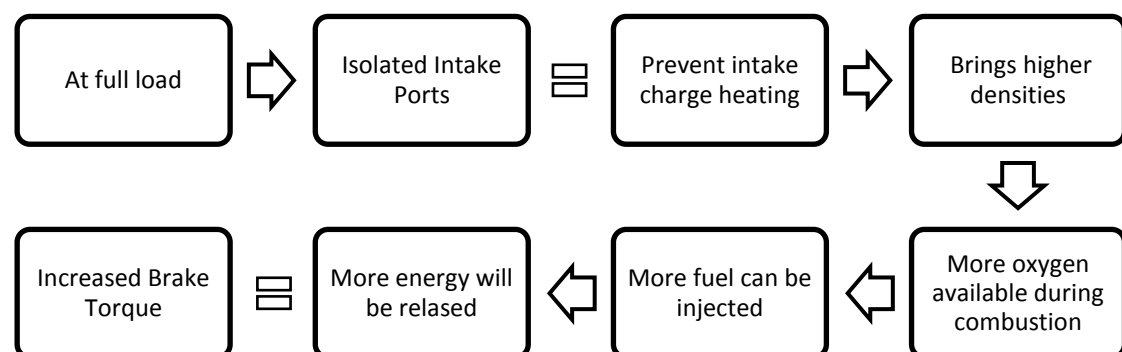 At full load
Isolated Intake
Ports
Prevent intake
charge heating
Brings higher
densities
More oxygen
available during
combustion
More fuel can be
injected
More energy will
be relased
Increased Brake
Torque